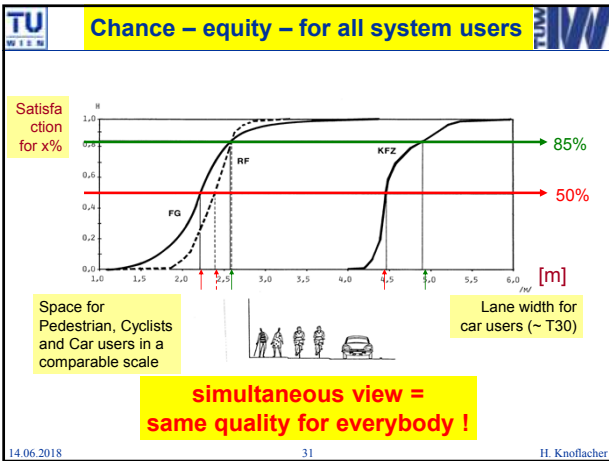 TU
WIEN
Chance – equity – for all system users
TUW
Satisfa
ction
for x%
H
1,0
0,8
0,6
0,4
0,2
0,0
FG
RF
KFZ
85%
50%
1,0
2,0
2,5
3,0
3,5
4,0
4,5
5,0
5,5
6,0
/M/
[m]
Space for
Pedestrian, Cyclists
and Car users in a
comparable scale
Lane width for
car users (~ T30)
simultaneous view =
same quality for everybody !
14.06.2018
31
H. Knoflacher